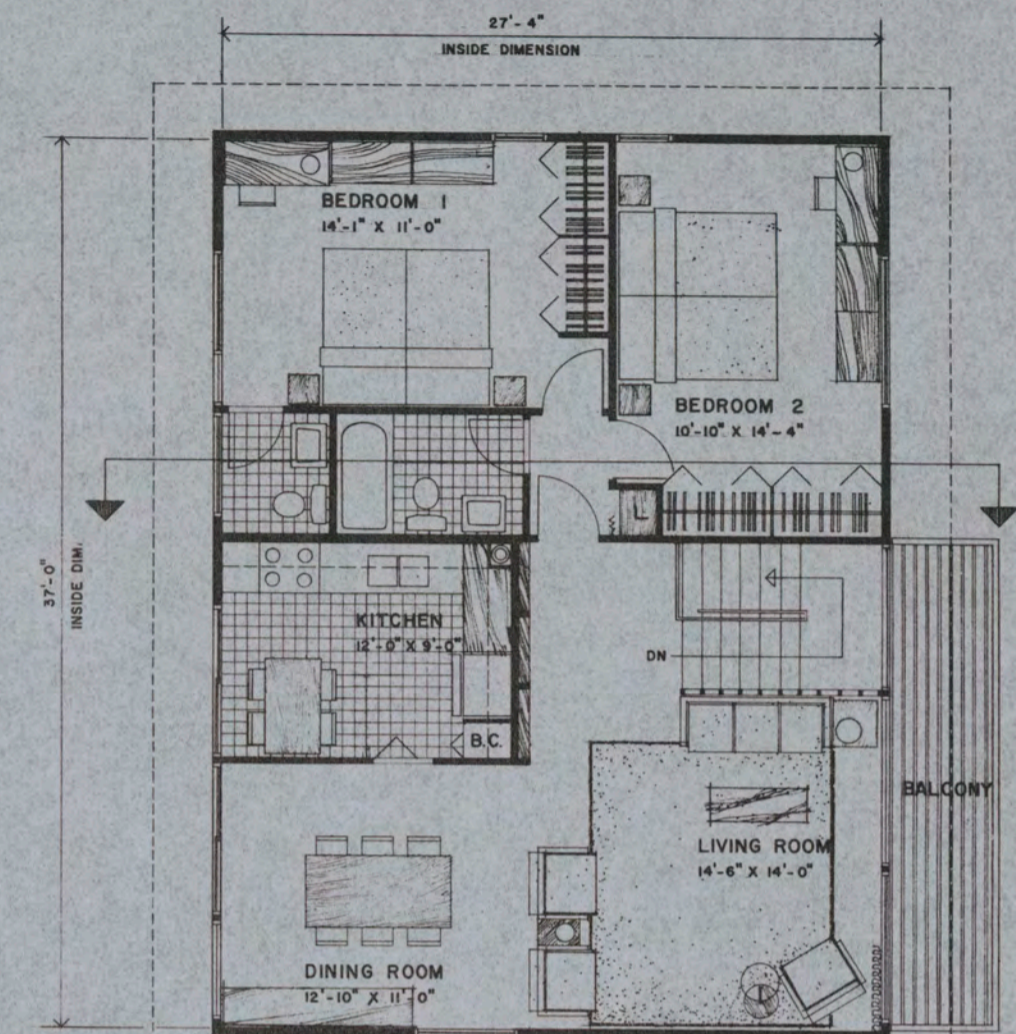 27'-4"
INSIDE DIMENSION
BEDROOM 1
14'-1" X 11'-0"
BEDROOM 2
10'-10" X 14'-4"
37'-0"
INSIDE DIM.
L
KITCHEN
12'-0" X 9'-0"
DN
B.C.
BALCONY
LIVING ROOM
14'-6" X 14'-0"
DINING ROOM
12'-10" X 11'-0"